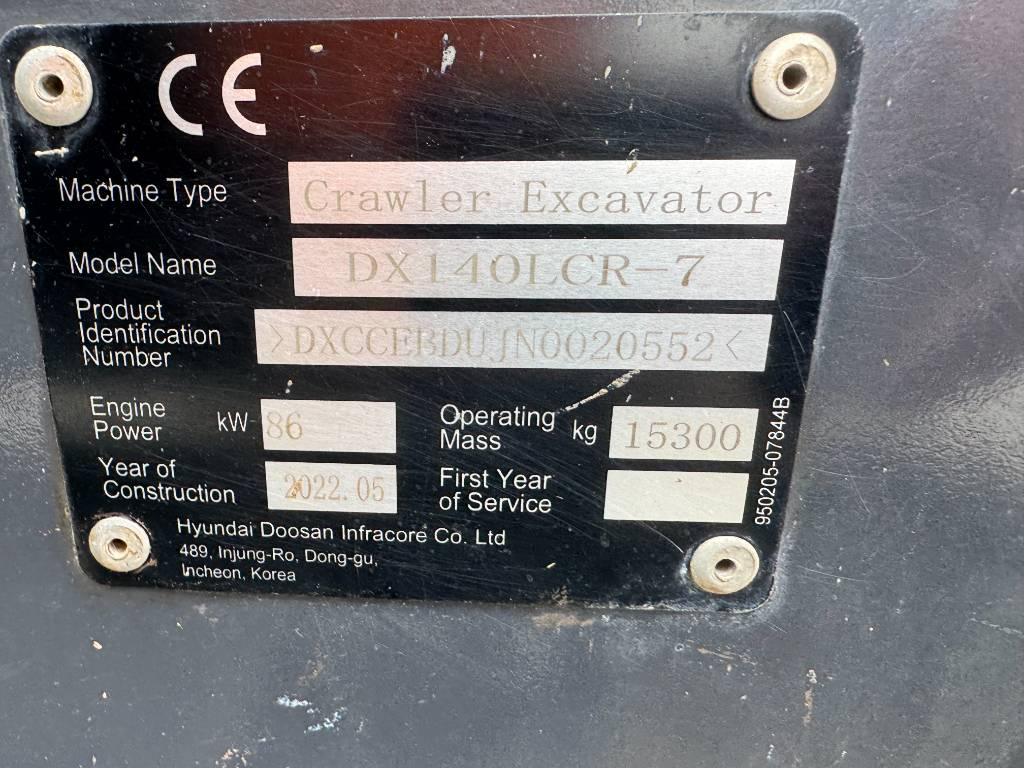 CE
Machine Type Crawler Excavator
Model Name DX140LCR-7
Product
Identification
Number >DXCCEBDUJN0020552<
Engine
Power kW 86
Operating
Mass kg 15300
Year of
Construction 2022.05
First Year
of Service
Hyundai Doosan Infracore Co. Ltd
489, Injung-Ro, Dong-gu,
Incheon, Korea
950205-07844B